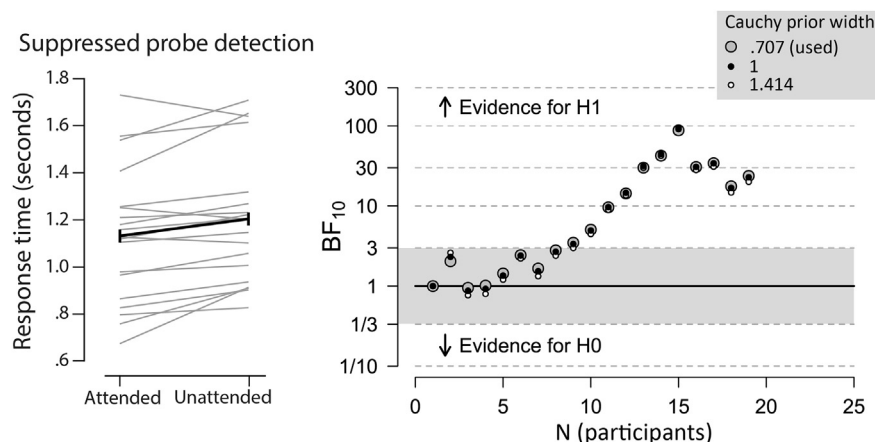 Suppressed probe detection
Response time (seconds)
1.8
1.6
1.4
1.2
1.0
.8
.6
Attended
Unattended
Cauchy prior width
.707 (used)
1
1.414
BF10
300
100
30
10
3
1
1/3
1/10
↑ Evidence for H1
↓ Evidence for H0
0
5
10
15
20
25
N (participants)